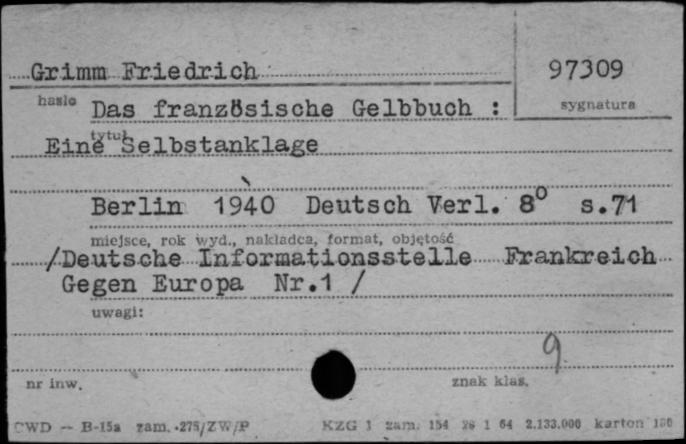 Grimm Friedrich
97309
hasło
sygnatura
Das französische Gelbbuch :
tytuł
Eine Selbstanklage
Berlin 1940 Deutsch Verl. 8° s.71
miejsce, rok wyd., nakładca, format, objętość
/Deutsche Informationsstelle Frankreich
Gegen Europa Nr.1 /
uwagi:
9
nr inw.
znak klas.
CWD — B-15a zam. 275/ZW/P
KZG 1 zam. 154 28 1 64 2.133.000 karton